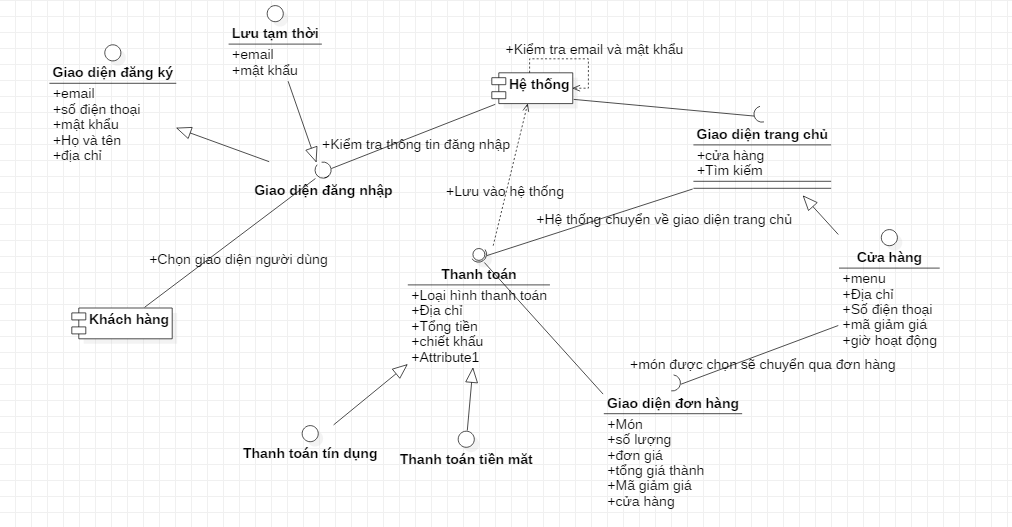 Lưu tạm thời
+email
+mật khẩu
Giao diện đăng ký
+email
+số điện thoại
+mật khẩu
+Họ và tên
+địa chỉ
+Kiểm tra email và mật khẩu
Hệ thống
Giao diện trang chủ
+cửa hàng
+Tìm kiếm
+Kiểm tra thông tin đăng nhập
Giao diện đăng nhập
+Lưu vào hệ thống
+Hệ thống chuyển về giao diện trang chủ
+Chọn giao diện người dùng
Khách hàng
Thanh toán
+Loại hình thanh toán
+Địa chỉ
+Tổng tiền
+chiết khấu
+Attribute1
Cửa hàng
+menu
+Địa chỉ
+Số điện thoại
+mã giảm giá
+giờ hoạt động
+món được chọn sẽ chuyển qua đơn hàng
Giao diện đơn hàng
+Món
+số lượng
+đơn giá
+tổng giá thành
+Mã giảm giá
+cửa hàng
Thanh toán tín dụng
Thanh toán tiền măt